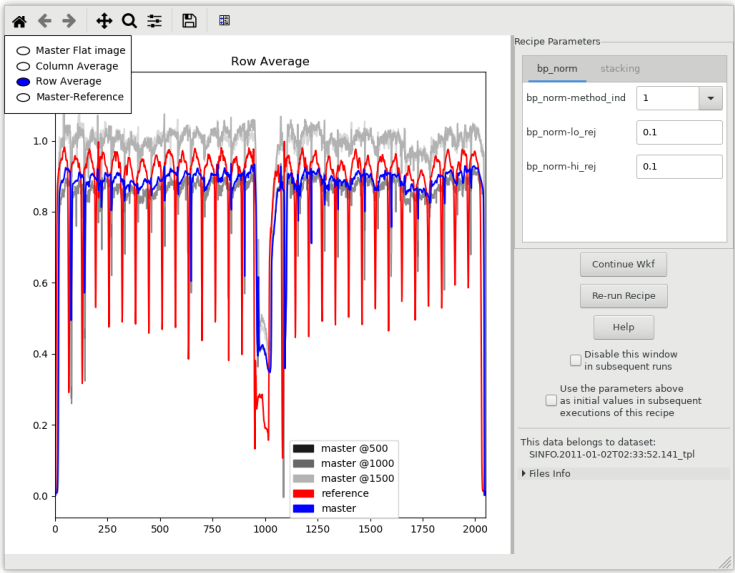 Master Flat image
Column Average
Row Average
Master-Reference
Row Average
1.0
0.8
0.6
0.4
0.2
0.0
0
250
500
750
1000
1250
1500
1750
2000
master @500
master @1000
master @1500
reference
master
Recipe Parameters
bp_norm
stacking
bp_norm-method_ind
1
bp_norm-lo_rej
0.1
bp_norm-hi_rej
0.1
Continue Wkf
Re-run Recipe
Help
Disable this window
in subsequent runs
Use the parameters above
as initial values in subsequent
executions of this recipe
This data belongs to dataset:
SINFO.2011-01-02T02:33:52.141_tpl
Files Info